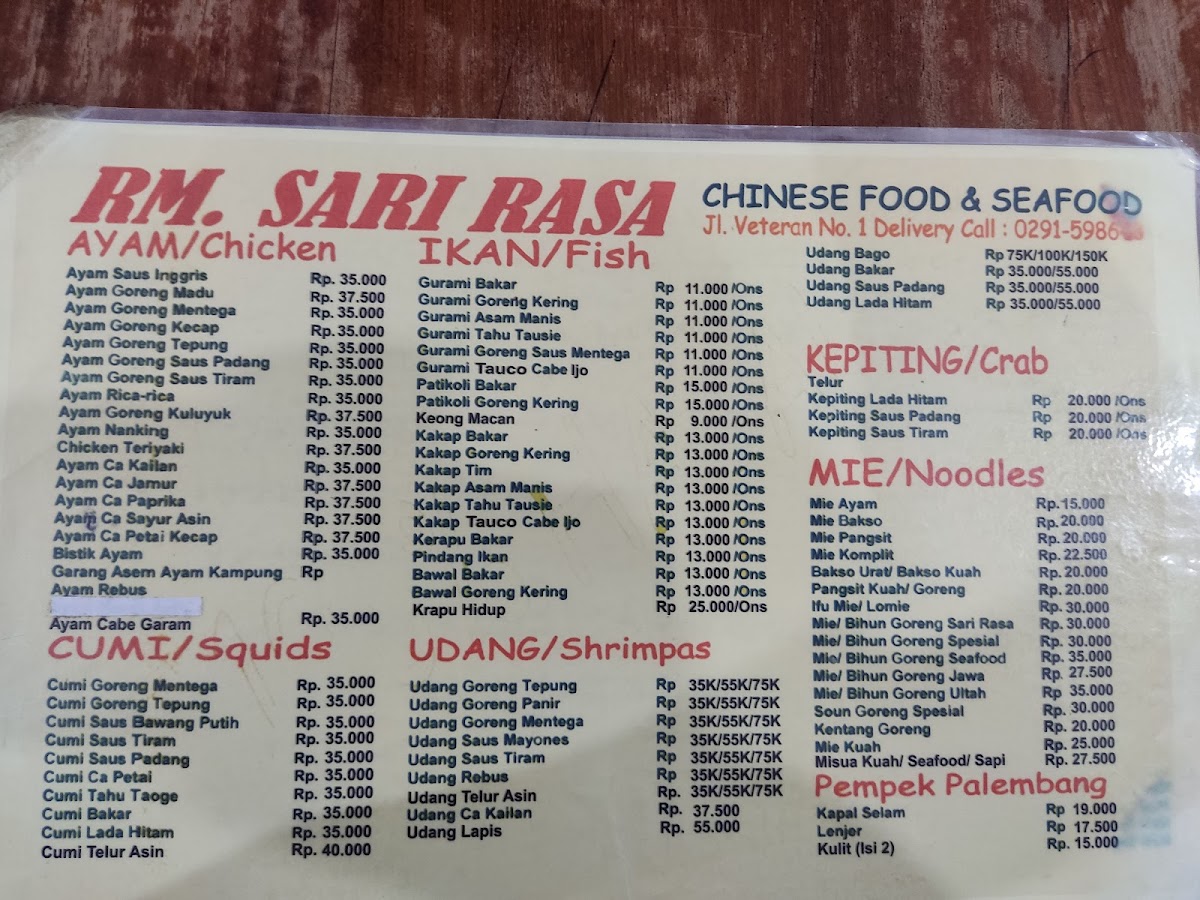 RM. SARI RASA
CHINESE FOOD & SEAFOOD
Jl. Veteran No. 1 Delivery Call : 0291-5986
AYAM/Chicken
Ayam Saus Inggris Rp. 35.000
Ayam Goreng Madu Rp. 37.500
Ayam Goreng Mentega Rp. 35.000
Ayam Goreng Kecap Rp. 35.000
Ayam Goreng Tepung Rp. 35.000
Ayam Goreng Saus Padang Rp. 35.000
Ayam Goreng Saus Tiram Rp. 35.000
Ayam Rica-rica Rp. 35.000
Ayam Goreng Kuluyuk Rp. 37.500
Ayam Nanking Rp. 35.000
Chicken Teriyaki Rp. 37.500
Ayam Ca Kailan Rp. 35.000
Ayam Ca Jamur Rp. 37.500
Ayam Ca Paprika Rp. 37.500
Ayam Ca Sayur Asin Rp. 37.500
Ayam Ca Petai Kecap Rp. 37.500
Bistik Ayam Rp. 35.000
Garang Asem Ayam Kampung Rp
Ayam Rebus
Ayam Cabe Garam Rp. 35.000
CUMI/Squids
Cumi Goreng Mentega Rp. 35.000
Cumi Goreng Tepung Rp. 35.000
Cumi Saus Bawang Putih Rp. 35.000
Cumi Saus Tiram Rp. 35.000
Cumi Saus Padang Rp. 35.000
Cumi Ca Petai Rp. 35.000
Cumi Tahu Taoge Rp. 35.000
Cumi Bakar Rp. 35.000
Cumi Lada Hitam Rp. 35.000
Cumi Telur Asin Rp. 40.000
IKAN/Fish
Gurami Bakar Rp 11.000/Ons
Gurami Goreng Kering Rp 11.000/Ons
Gurami Asam Manis Rp 11.000/Ons
Gurami Tahu Tausie Rp 11.000/Ons
Gurami Goreng Saus Mentega Rp 11.000/Ons
Gurami Tauco Cabe Ijo Rp 11.000/Ons
Patikoli Bakar Rp 15.000/Ons
Patikoli Goreng Kering Rp 15.000/Ons
Keong Macan Rp 9.000/Ons
Kakap Bakar Rp 13.000/Ons
Kakap Goreng Kering Rp 13.000/Ons
Kakap Tim Rp 13.000/Ons
Kakap Asam Manis Rp 13.000/Ons
Kakap Tahu Tausie Rp 13.000/Ons
Kakap Tauco Cabe Ijo Rp 13.000/Ons
Kerapu Bakar Rp 13.000/Ons
Pindang Ikan Rp 13.000/Ons
Bawal Bakar Rp 13.000/Ons
Bawal Goreng Kering Rp 13.000/Ons
Krapu Hidup Rp 25.000/Ons
UDANG/Shrimpas
Udang Goreng Tepung Rp 35K/55K/75K
Udang Goreng Panir Rp 35K/55K/75K
Udang Goreng Mentega Rp 35K/55K/75K
Udang Saus Mayones Rp 35K/55K/75K
Udang Saus Tiram Rp 35K/55K/75K
Udang Rebus Rp 35K/55K/75K
Udang Telur Asin Rp. 35K/55K/75K
Udang Ca Kailan Rp. 37.500
Udang Lapis Rp. 55.000
Udang Bago Rp 75K/100K/150K
Udang Bakar Rp 35.000/55.000
Udang Saus Padang Rp 35.000/55.000
Udang Lada Hitam Rp 35.000/55.000
KEPITING/Crab
Telur
Kepiting Lada Hitam Rp 20.000/Ons
Kepiting Saus Padang Rp 20.000/Ons
Kepiting Saus Tiram Rp 20.000/Ons
MIE/Noodles
Mie Ayam Rp.15.000
Mie Bakso Rp.20.000
Mie Pangsit Rp. 20.000
Mie Komplit Rp. 22.500
Bakso Urat/ Bakso Kuah Rp. 20.000
Pangsit Kuah/ Goreng Rp. 20.000
Ifu Mie/ Lomie Rp. 30.000
Mie/ Bihun Goreng Sari Rasa Rp. 30.000
Mie/ Bihun Goreng Spesial Rp. 30.000
Mie/ Bihun Goreng Seafood Rp. 35.000
Mie/ Bihun Goreng Jawa Rp. 27.500
Mie/ Bihun Goreng Ultah Rp. 35.000
Soun Goreng Spesial Rp. 30.000
Kentang Goreng Rp. 20.000
Mie Kuah Rp. 25.000
Misua Kuah/ Seafood/ Sapi Rp. 27.500
Pempek Palembang
Kapal Selam Rp 19.000
Lenjer Rp 17.500
Kulit (Isi 2) Rp. 15.000